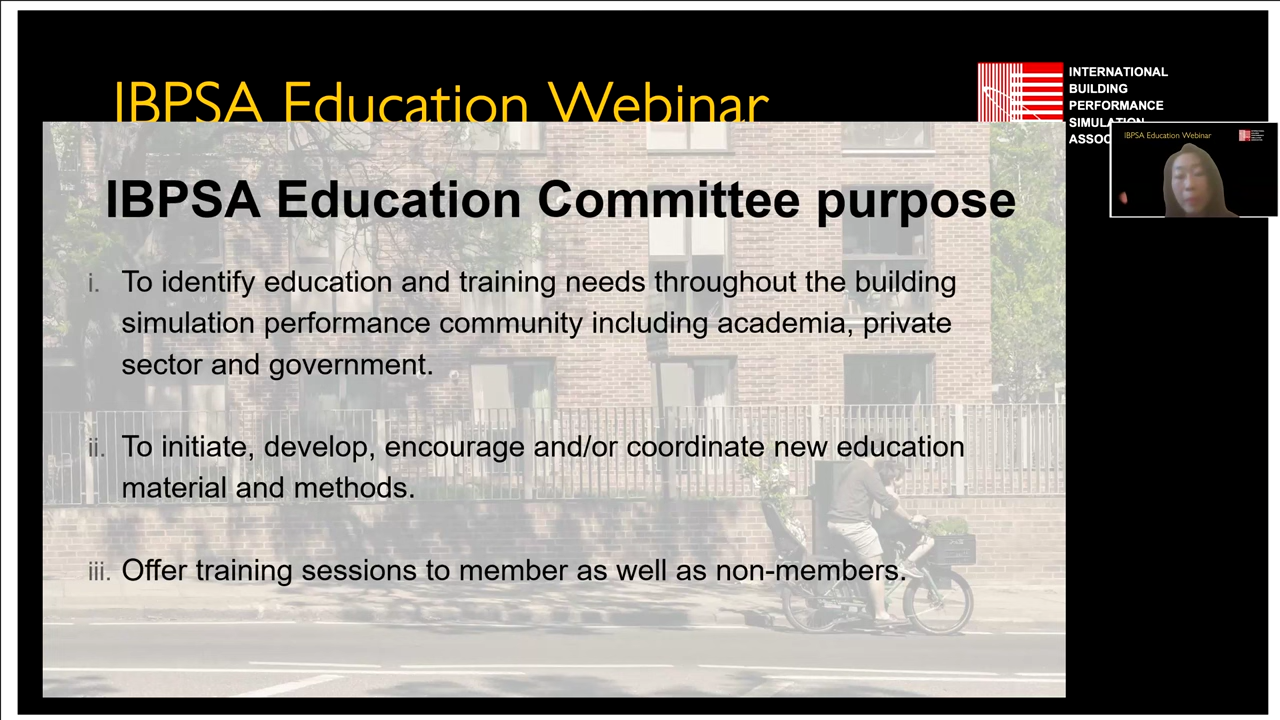 IBPSA Education Webinar
INTERNATIONAL
BUILDING
PERFORMANCE
SIMULATION
ASSOC
IBPSA Education Webinar
IBPSA Education Committee purpose
i. To identify education and training needs throughout the building
simulation performance community including academia, private
sector and government.
ii. To initiate, develop, encourage and/or coordinate new education
material and methods.
iii. Offer training sessions to member as well as non-members.